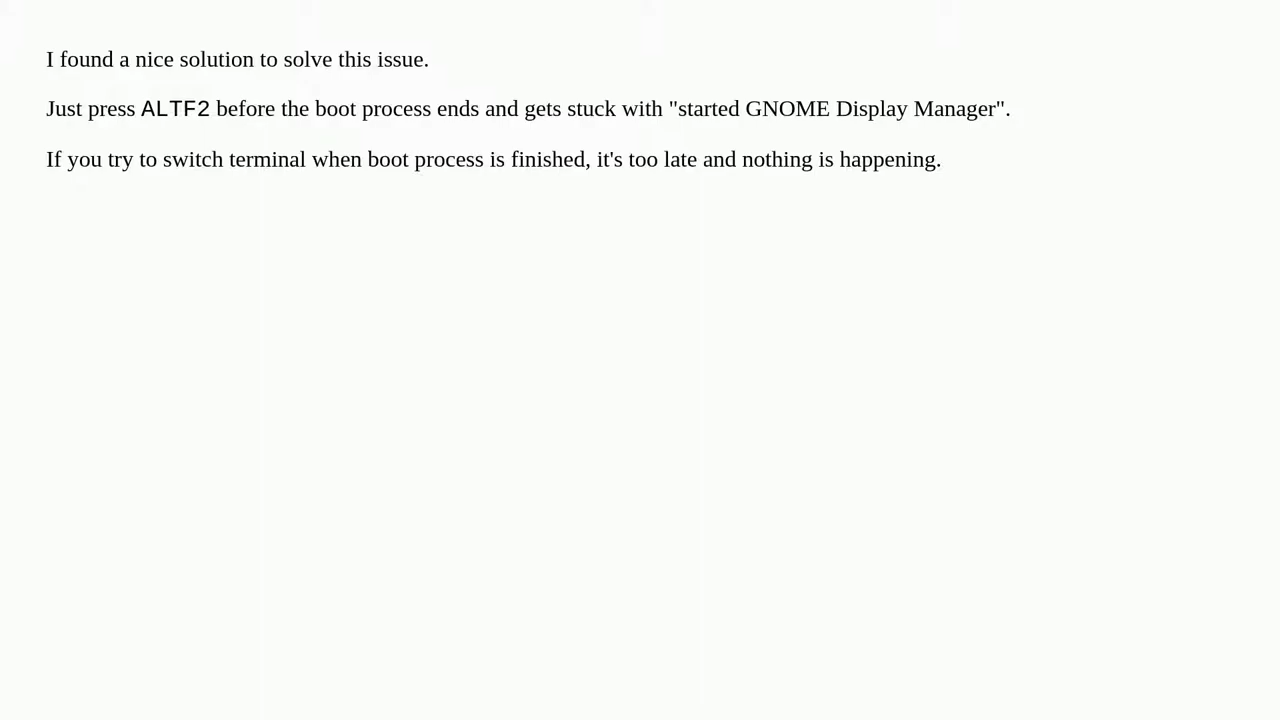 I found a nice solution to solve this issue.
Just press ALTF2 before the boot process ends and gets stuck with "started GNOME Display Manager".
If you try to switch terminal when boot process is finished, it's too late and nothing is happening.